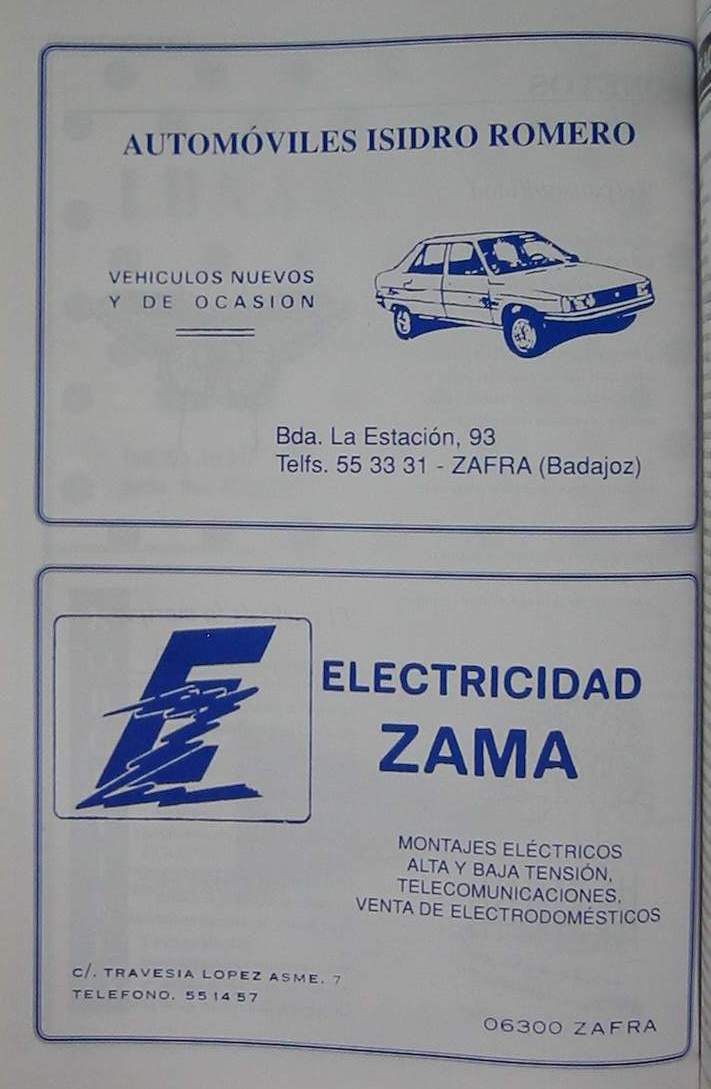 AUTOMÓVILES ISIDRO ROMERO
VEHICULOS NUEVOS
Y DE OCASION
Bda. La Estación, 93
Telfs. 55 33 31 - ZAFRA (Badajoz)
E
ELECTRICIDAD
ZAMA
MONTAJES ELÉCTRICOS
ALTA Y BAJA TENSIÓN,
TELECOMUNICACIONES,
VENTA DE ELECTRODOMÉSTICOS
C/. TRAVESIA LOPEZ ASME, 7
TELEFONO, 55 14 57
06300 ZAFRA